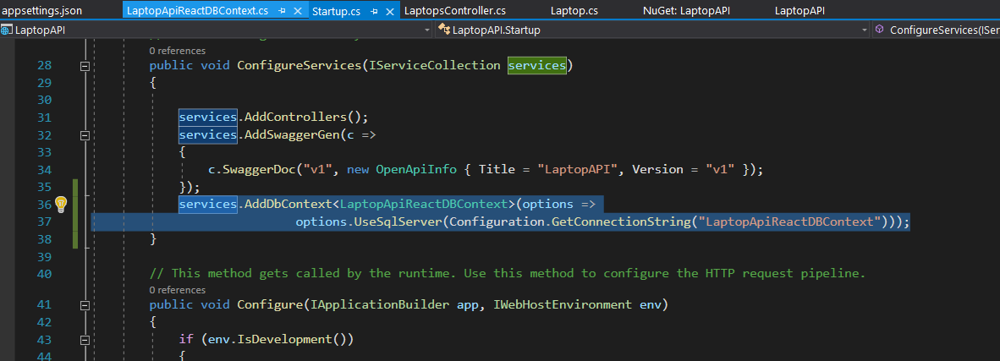 appsettings.json LaptopApiReactDBContext.cs Startup.cs LaptopsController.cs Laptop.cs NuGet: LaptopAPI LaptopAPI
LaptopAPI LaptopAPI.Startup ConfigureServices(ISer
0 references
28 public void ConfigureServices(IServiceCollection services)
29 {
30
31 services.AddControllers();
32 services.AddSwaggerGen(c =>
33 {
34 c.SwaggerDoc("v1", new OpenApiInfo { Title = "LaptopAPI", Version = "v1" });
35 });
36 services.AddDbContext<LaptopApiReactDBContext>(options =>
37 options.UseSqlServer(Configuration.GetConnectionString("LaptopApiReactDBContext")));
38 }
39
40 // This method gets called by the runtime. Use this method to configure the HTTP request pipeline.
0 references
41 public void Configure(IApplicationBuilder app, IWebHostEnvironment env)
42 {
43 if (env.IsDevelopment())
44 {